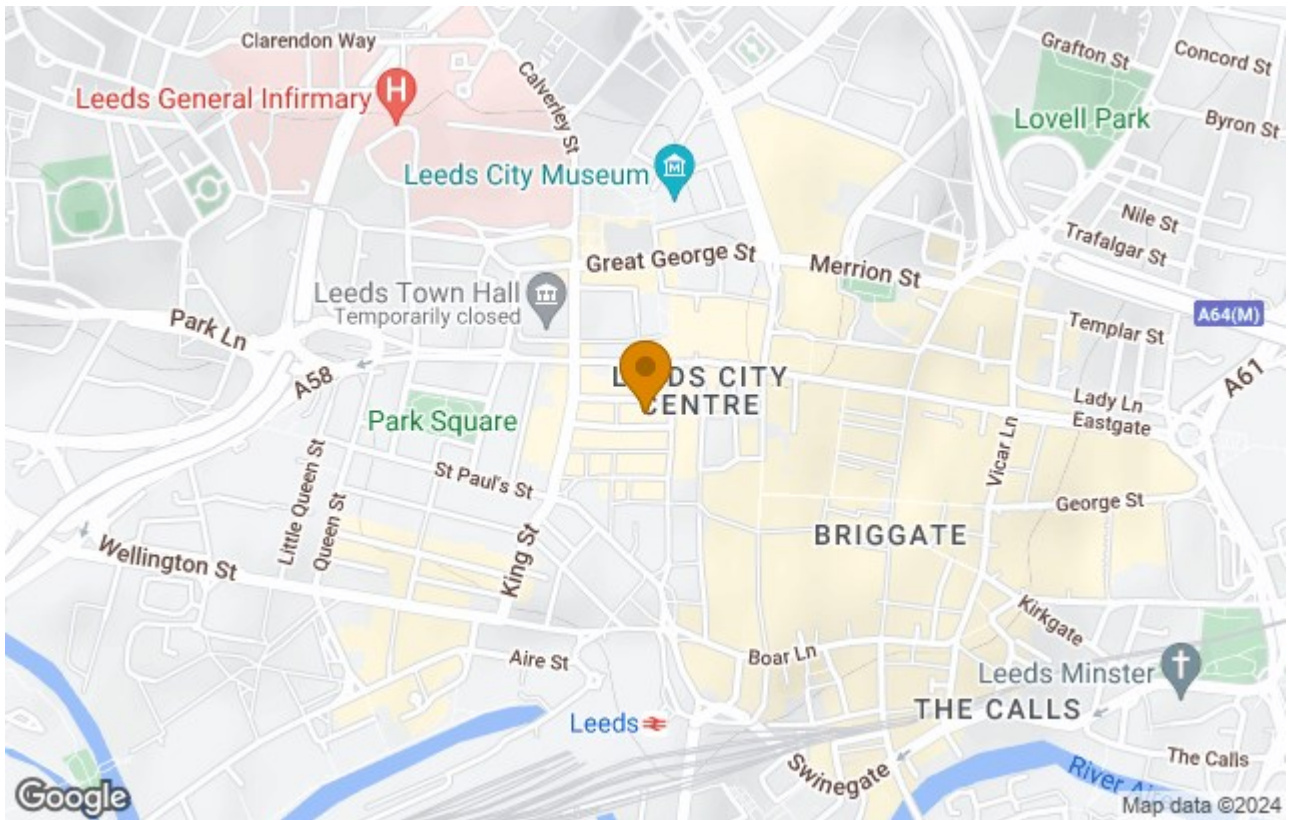 Clarendon Way
Grafton St
Concord St
Calverley St
Leeds General Infirmary
H
Lovell Park
Byron St
Leeds City Museum
M
Nile St
Trafalgar St
Great George St
Merrion St
Leeds Town Hall
Temporarily closed
Park Ln
A64(M)
Templar St
A58
A61
LEEDS CITY
CENTRE
Lady Ln
Eastgate
Park Square
Vicar Ln
Little Queen St
Queen St
St Paul's St
George St
BRIGGATE
King St
Wellington St
Kirkgate
Aire St
Boar Ln
Leeds Minster
THE CALLS
Leeds
Swinegate
The Calls
River Aire
Google
Map data ©2024